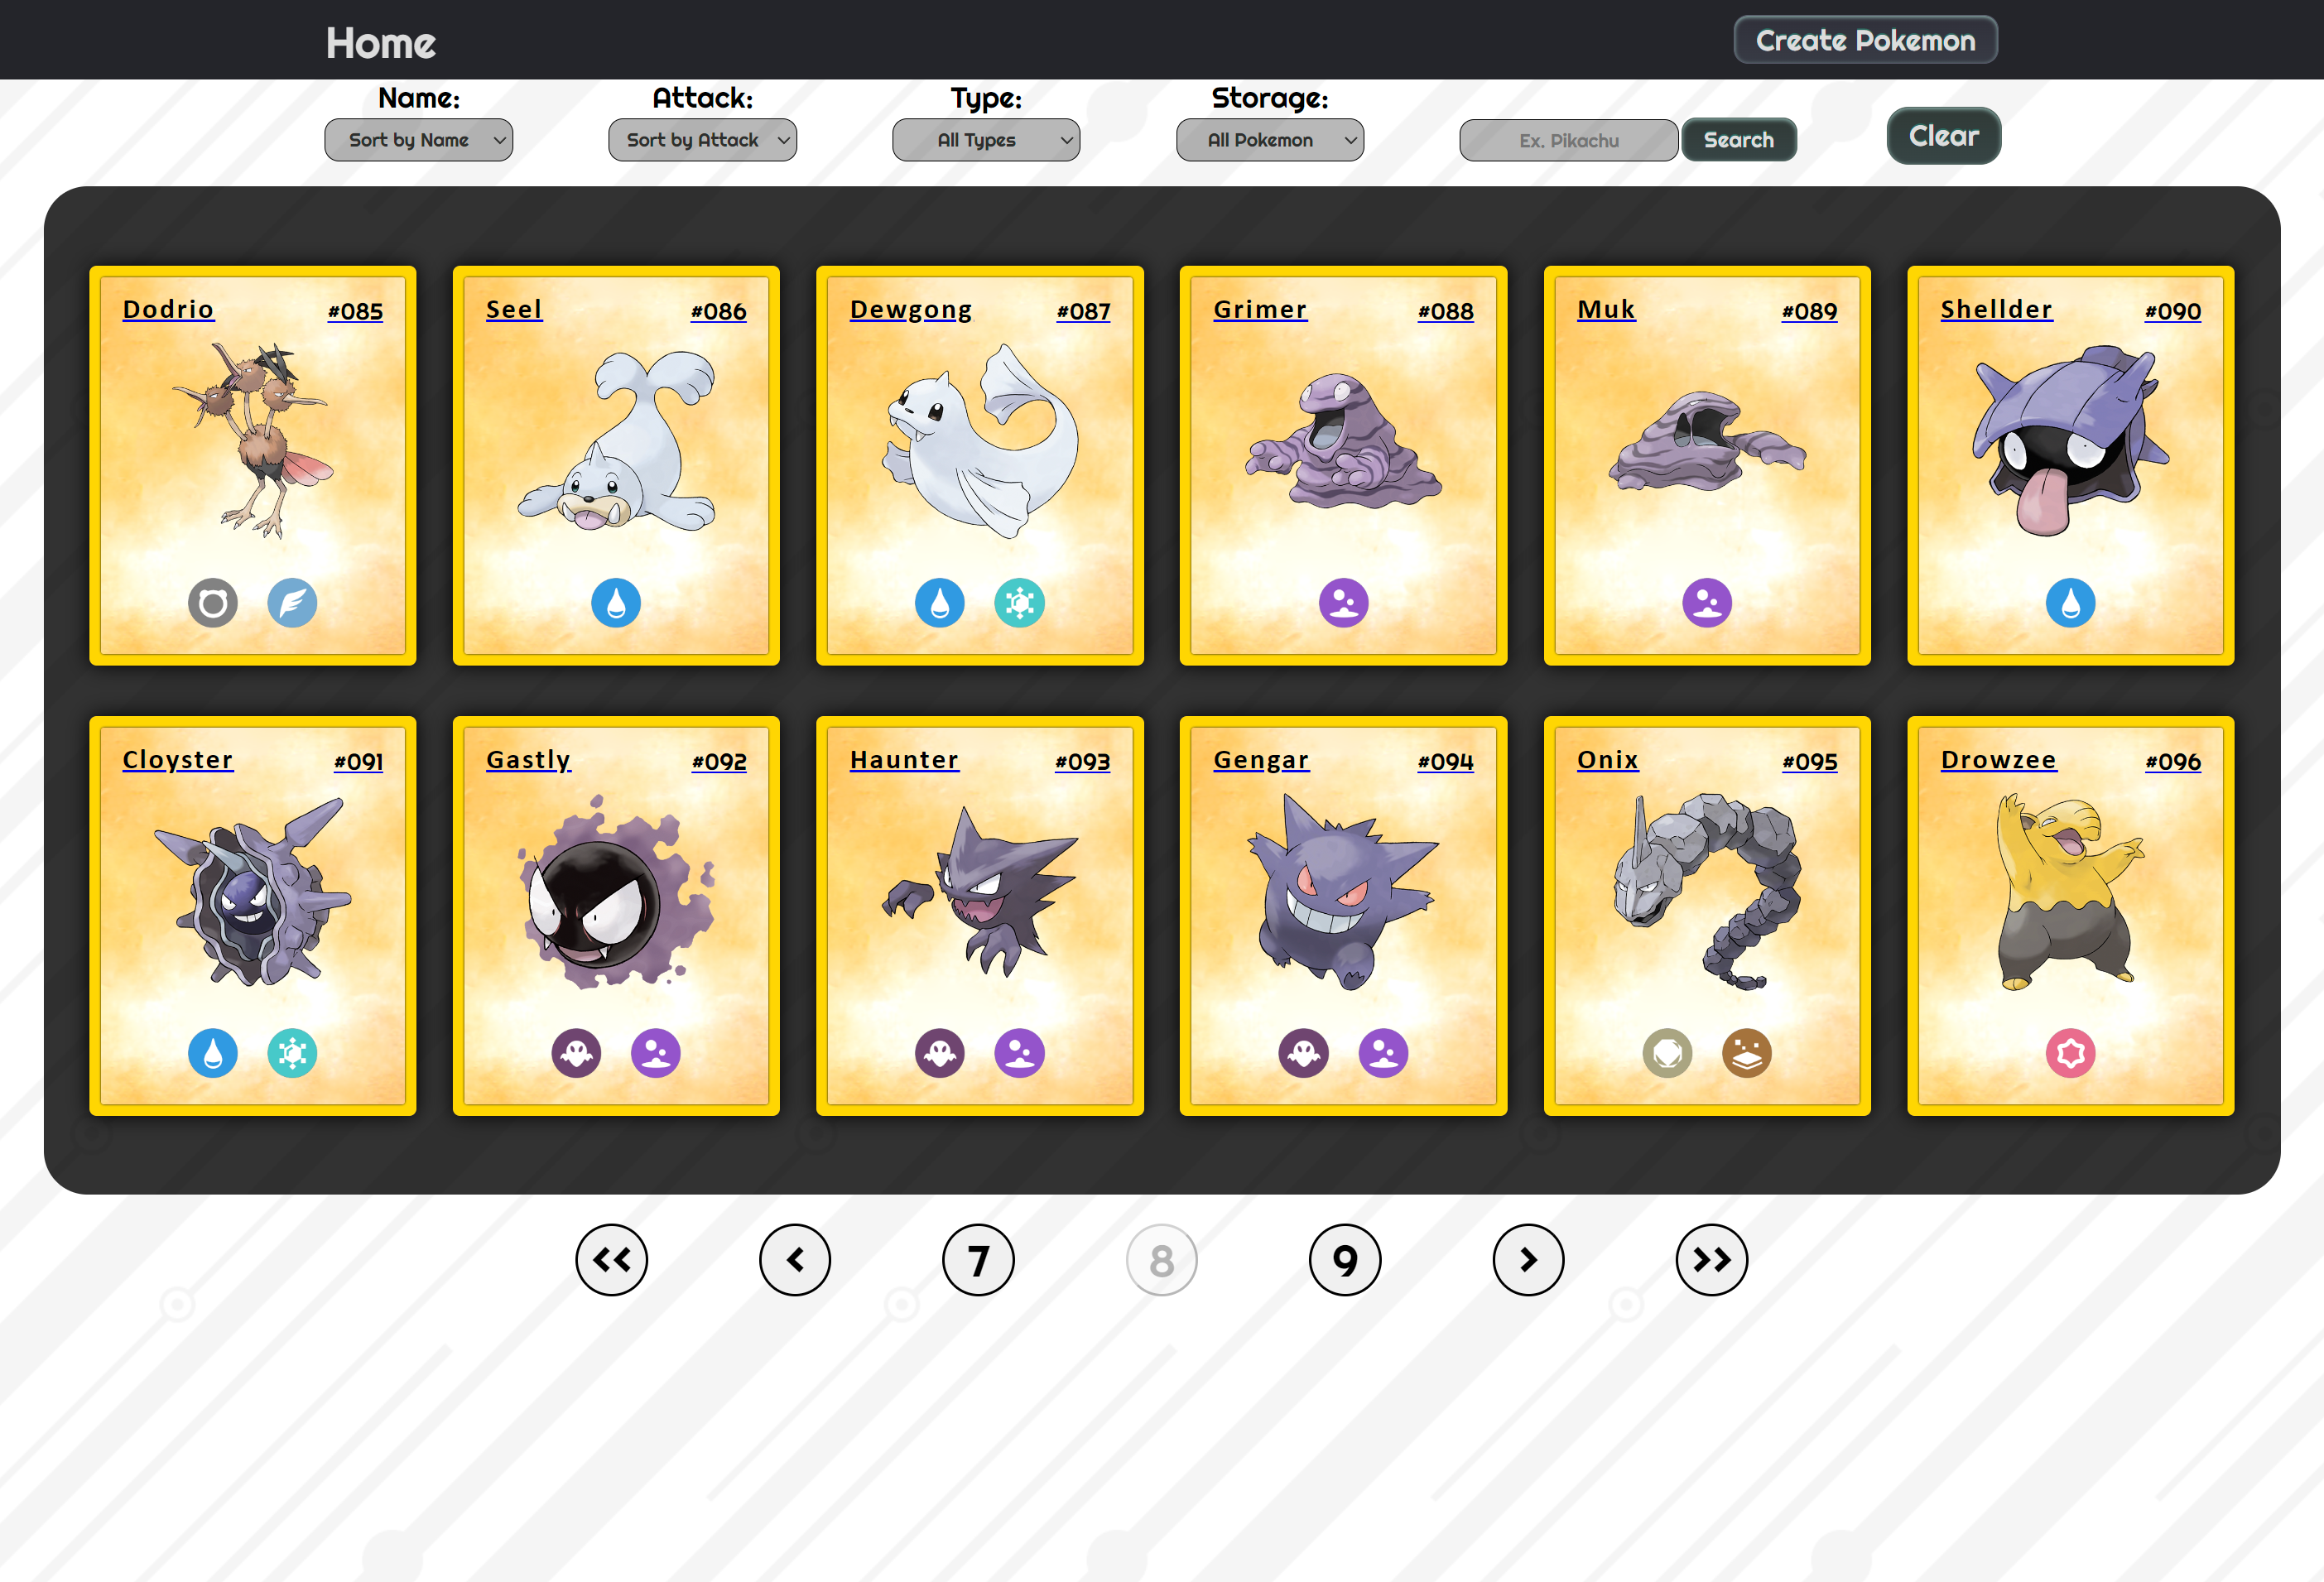 Home
Create Pokemon
Name:
Attack:
Type:
Storage:
Sort by Name
Sort by Attack
All Types
All Pokemon
Ex. Pikachu
Search
Clear
Dodrio #085
Seel #086
Dewgong #087
Grimer #088
Muk #089
Shellder #090
Cloyster #091
Gastly #092
Haunter #093
Gengar #094
Onix #095
Drowzee #096
<< < 7 8 9 > >>